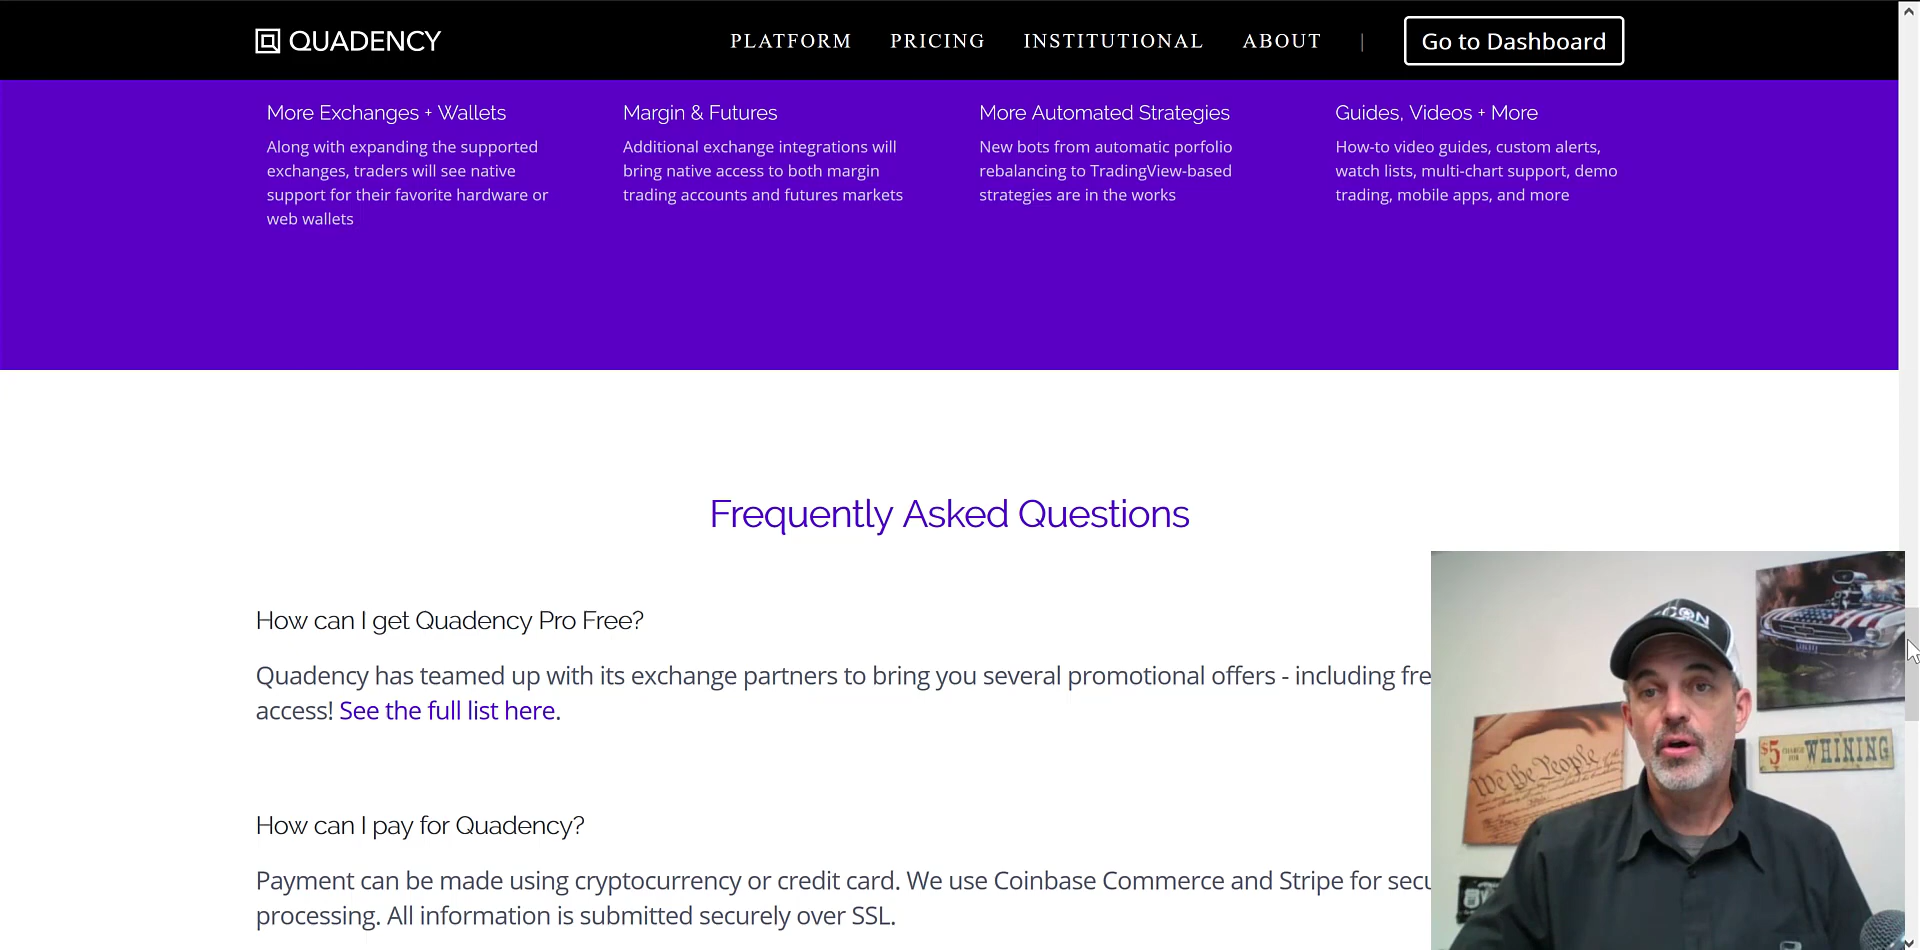 QUADENCY
PLATFORM PRICING INSTITUTIONAL ABOUT | Go to Dashboard
More Exchanges + Wallets
Along with expanding the supported
exchanges, traders will see native
support for their favorite hardware or
web wallets
Margin & Futures
Additional exchange integrations will
bring native access to both margin
trading accounts and futures markets
More Automated Strategies
New bots from automatic porfolio
rebalancing to TradingView-based
strategies are in the works
Guides, Videos + More
How-to video guides, custom alerts,
watch lists, multi-chart support, demo
trading, mobile apps, and more
Frequently Asked Questions
How can I get Quadency Pro Free?
Quadency has teamed up with its exchange partners to bring you several promotional offers - including fre
access! See the full list here.
How can I pay for Quadency?
Payment can be made using cryptocurrency or credit card. We use Coinbase Commerce and Stripe for secu
processing. All information is submitted securely over SSL.
We the People
$5 WHINING